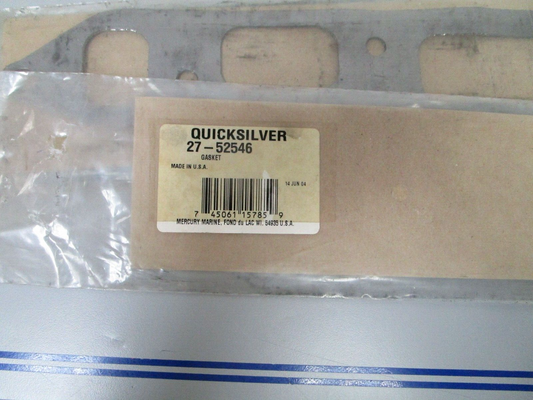 QUICKSILVER
27-52546
GASKET
MADE IN U.S.A.
14 JUN 94
7 45061 15785 9
MERCURY MARINE, FOND du LAC WI. 54935 U.S.A.